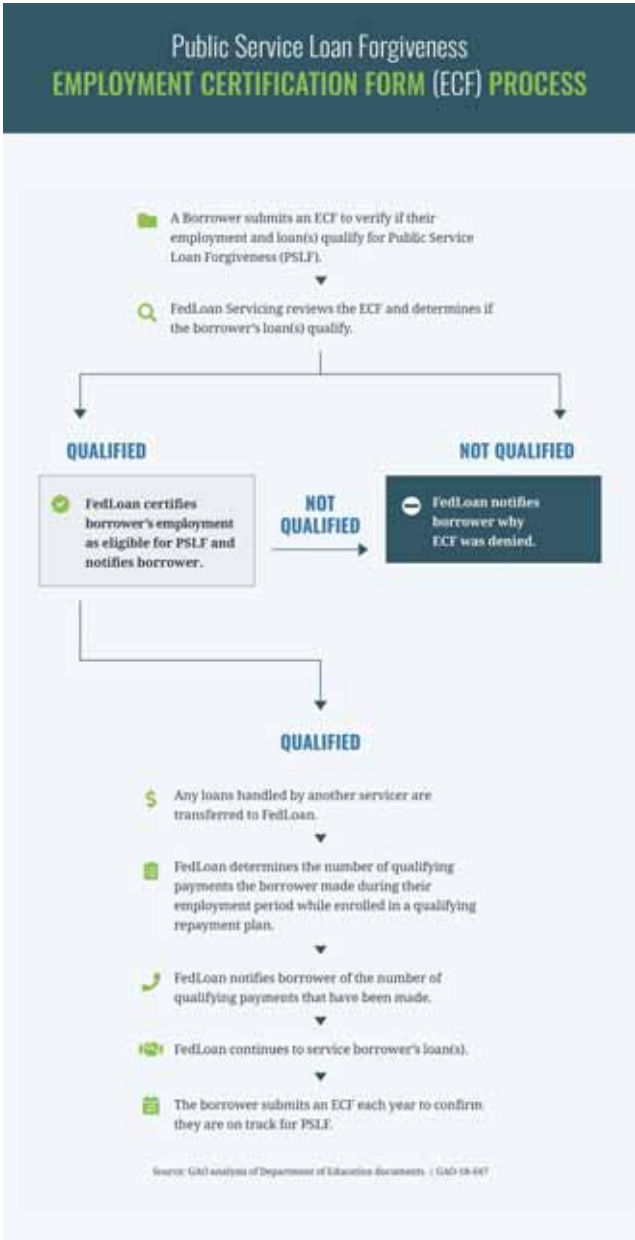 Public Service Loan Forgiveness
EMPLOYMENT CERTIFICATION FORM (ECF) PROCESS
A Borrower submits an ECF to verify if their
employment and loan(s) qualify for Public Service
Loan Forgiveness (PSLF).
FedLoan Servicing reviews the ECF and determines if
the borrower's loan(s) qualify.
QUALIFIED
NOT QUALIFIED
FedLoan certifies
borrower's employment
as eligible for PSLF and
notifies borrower.
NOT
QUALIFIED
FedLoan notifies
borrower why
ECF was denied.
QUALIFIED
Any loans handled by another servicer are
transferred to FedLoan.
FedLoan determines the number of qualifying
payments the borrower made during their
employment period while enrolled in a qualifying
repayment plan.
FedLoan notifies borrower of the number of
qualifying payments that have been made.
FedLoan continues to service borrower's loan(s).
The borrower submits an ECF each year to confirm
they are on track for PSLF.
Source: GAO analysis of Department of Education documents. | GAO-18-547